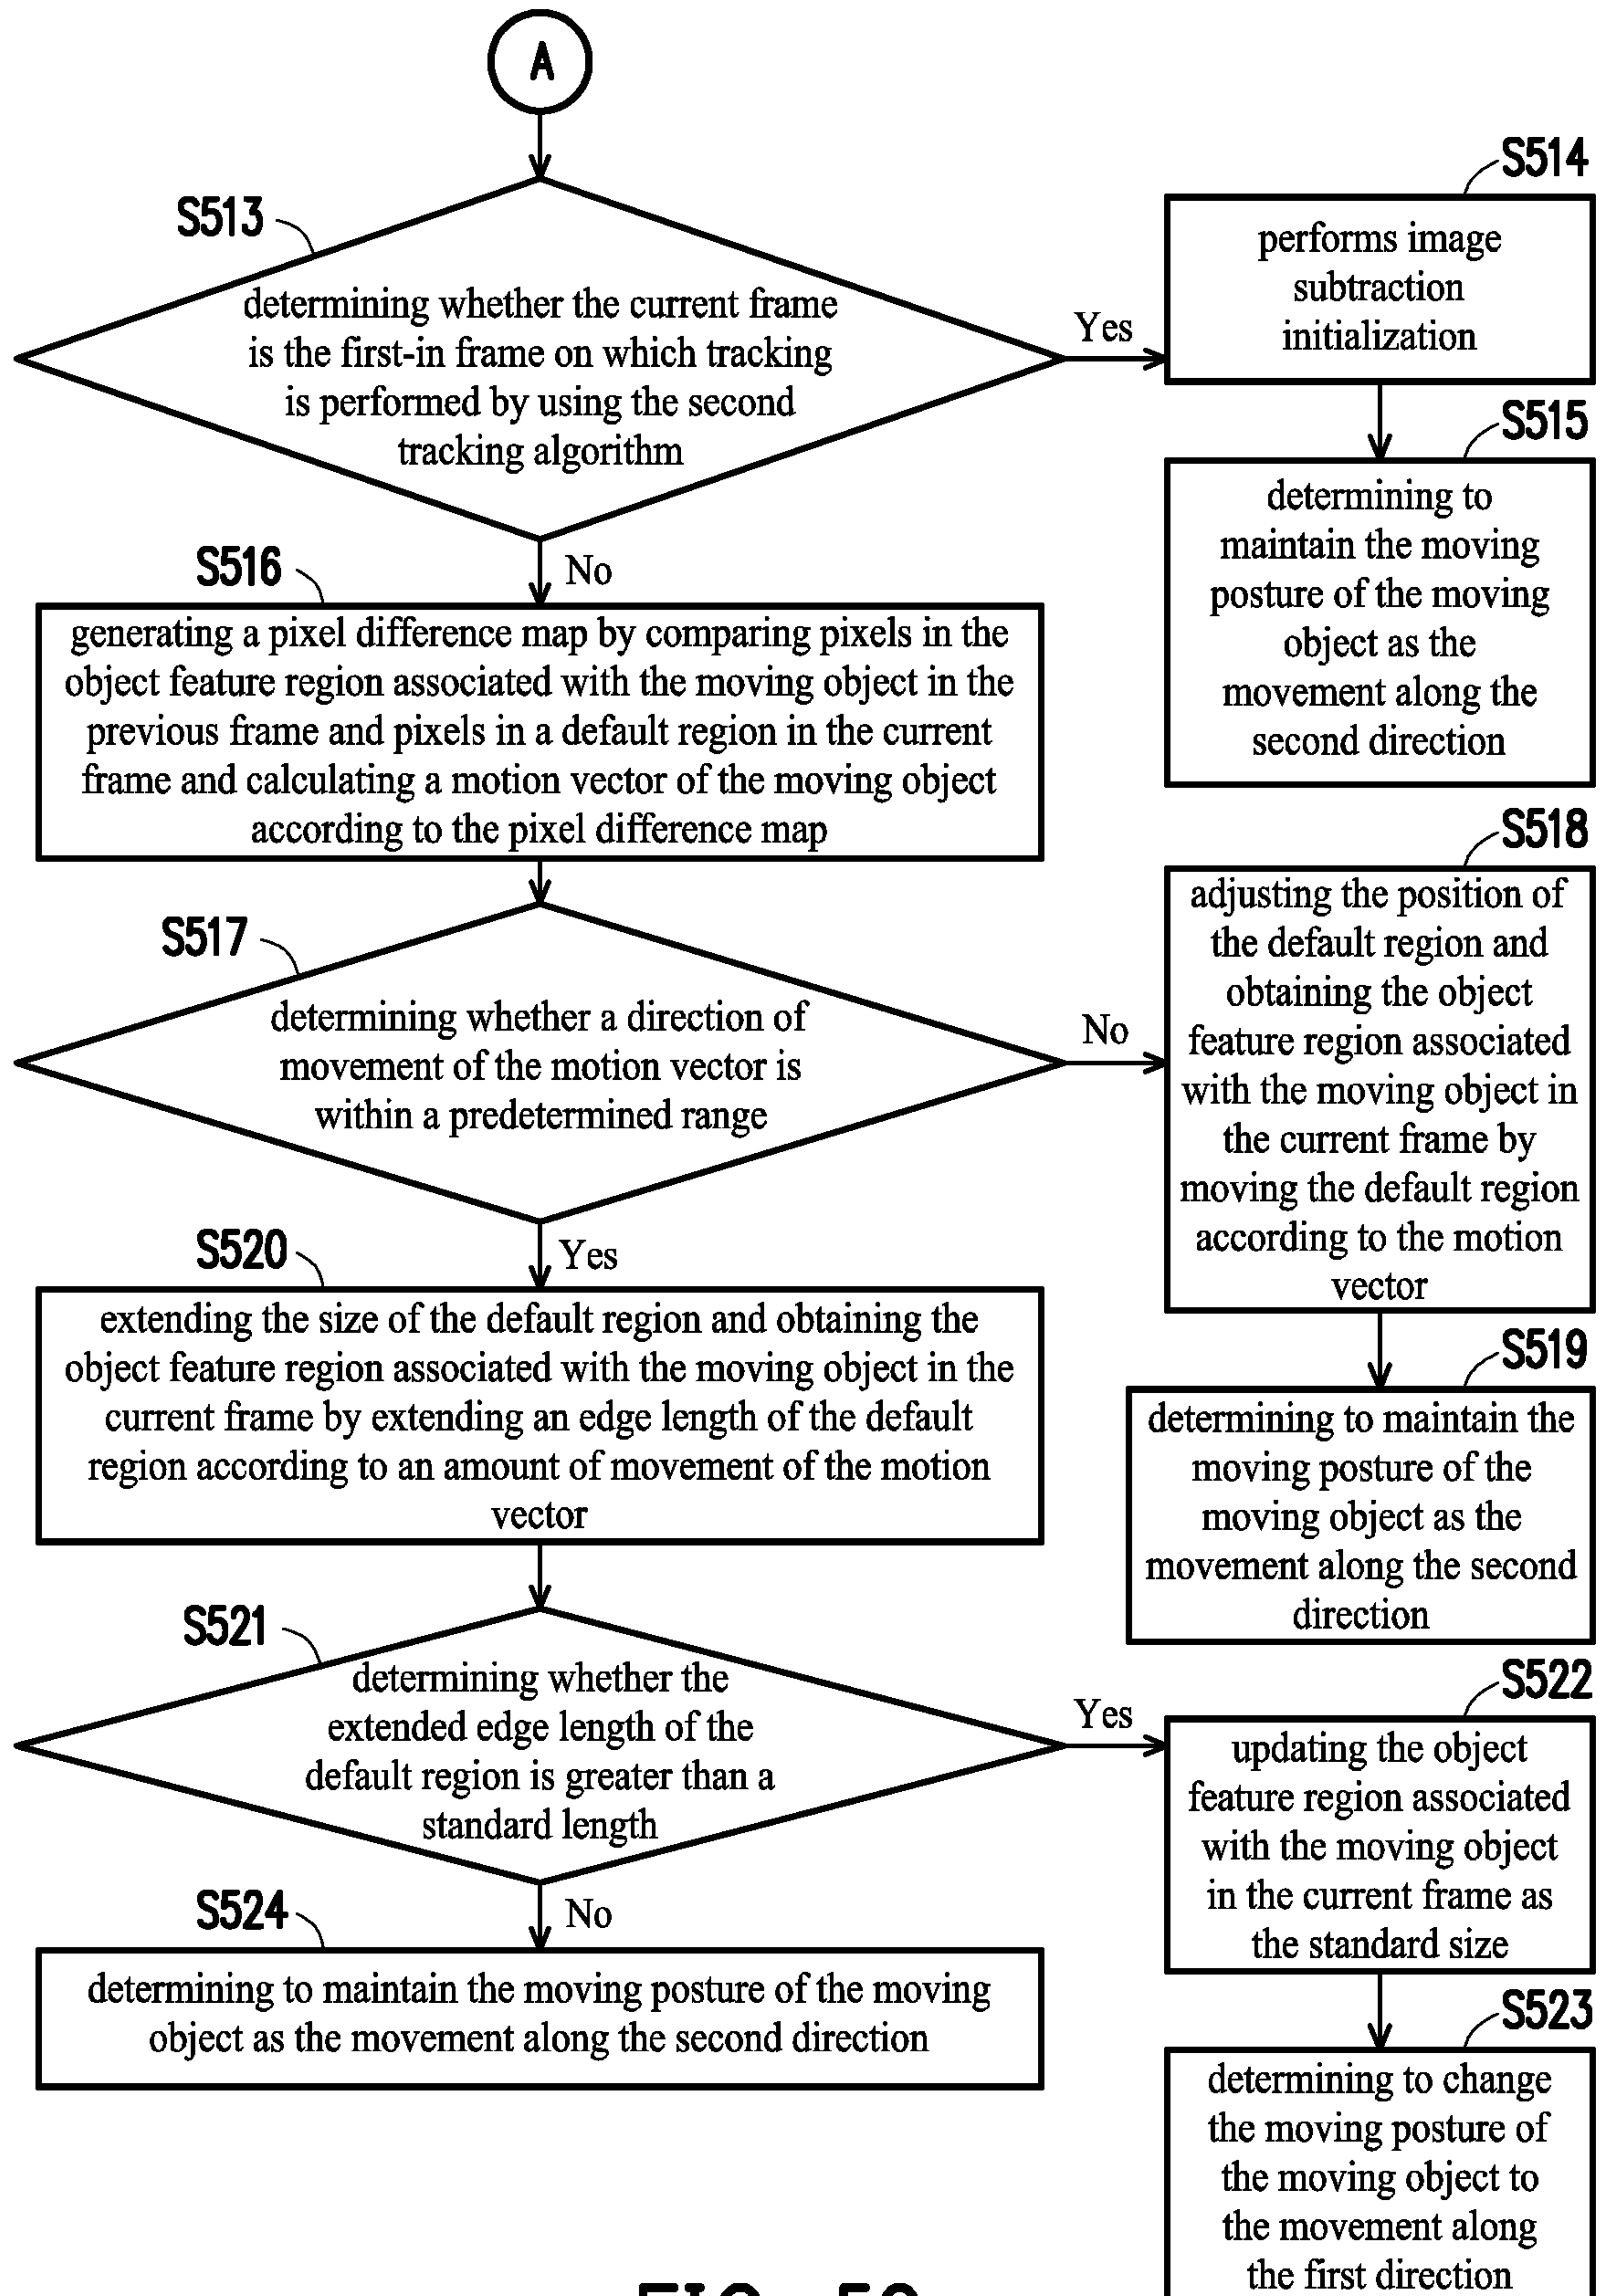 A
S513
determining whether the current frame
is the first-in frame on which tracking
is performed by using the second
tracking algorithm
Yes
S514
performs image
subtraction
initialization
S515
determining to
maintain the moving
posture of the moving
object as the
movement along the
second direction
No
S516
generating a pixel difference map by comparing pixels in the
object feature region associated with the moving object in the
previous frame and pixels in a default region in the current
frame and calculating a motion vector of the moving object
according to the pixel difference map
S517
determining whether a direction of
movement of the motion vector is
within a predetermined range
No
S518
adjusting the position of
the default region and
obtaining the object
feature region associated
with the moving object in
the current frame by
moving the default region
according to the motion
vector
S519
determining to maintain the
moving posture of the
moving object as the
movement along the second
direction
Yes
S520
extending the size of the default region and obtaining the
object feature region associated with the moving object in the
current frame by extending an edge length of the default
region according to an amount of movement of the motion
vector
S521
determining whether the
extended edge length of the
default region is greater than a
standard length
Yes
S522
updating the object
feature region associated
with the moving object
in the current frame as
the standard size
S523
determining to change
the moving posture of
the moving object to
the movement along
the first direction
No
S524
determining to maintain the moving posture of the moving
object as the movement along the second direction